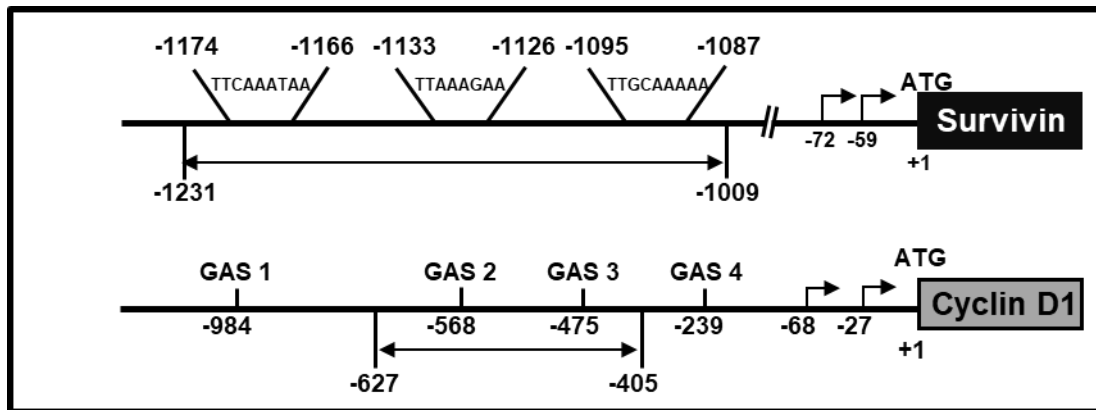 -1174 -1166 -1133 -1126 -1095 -1087
TTCAAATAA TTAAAGAA TTGCAAAAA
ATG
Survivin
-72 -59
+1
-1231 -1009
GAS 1 GAS 2 GAS 3 GAS 4
ATG
Cyclin D1
-984 -568 -475 -239 -68 -27
+1
-627 -405